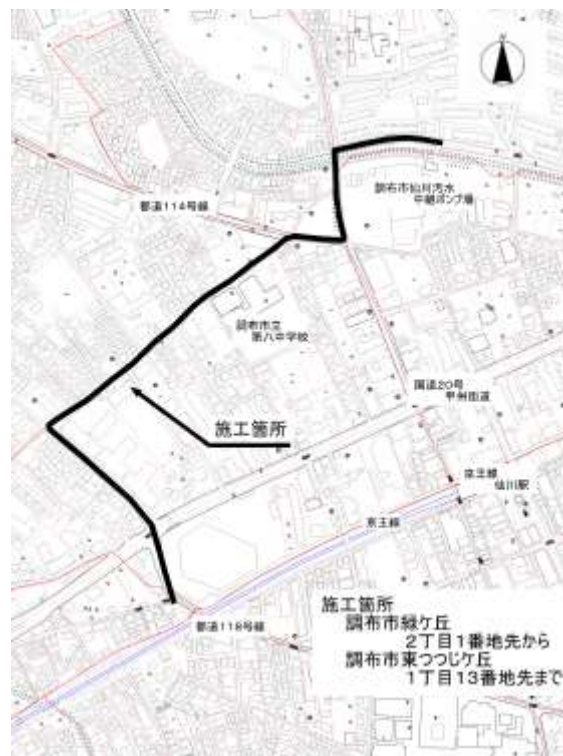 N
調布市仙川汚水
中継ポンプ場
都道114号線
調布市立
第八中学校
国道20号
甲州街道
施工箇所
京王線
仙川駅
京王線
都道118号線
施工箇所
調布市緑ケ丘
2丁目1番地先から
調布市東つつじケ丘
1丁目13番地先まで